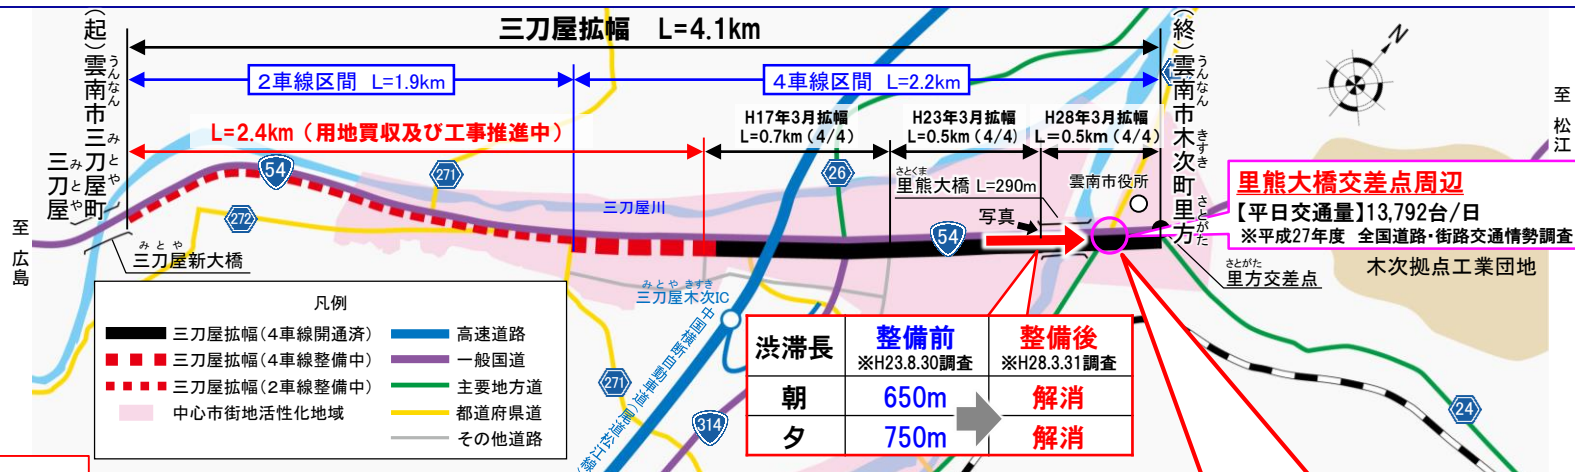 三刀屋拡幅 L=4.1km
2車線区間 L=1.9km
4車線区間 L=2.2km
L=2.4km(用地買収及び工事推進中)
H17年3月拡幅
L=0.7km(4/4)
H23年3月拡幅
L=0.5km(4/4)
H28年3月拡幅
L=0.5km(4/4)
(起)雲南市三刀屋町
うんなん
みとや
三刀屋
みとや
至 広島
(終)雲南市木次町里方
うんなん
きすき
さとがた
至 松江
N
54
271
272
26
三刀屋川
さとくま
里熊大橋 L=290m
雲南市役所
写真
54
里熊大橋交差点周辺
【平日交通量】13,792台/日
※平成27年度 全国道路・街路交通情勢調査
木次拠点工業団地
さとがた
里方交差点
みとや
三刀屋新大橋
みとや きすき
三刀屋木次IC
中国横断自動車道(尾道松江線)
271
314
24
凡例
三刀屋拡幅(4車線開通済)
三刀屋拡幅(4車線整備中)
三刀屋拡幅(2車線整備中)
中心市街地活性化地域
高速道路
一般国道
主要地方道
都道府県道
その他道路
渋滞長
整備前
※H23.8.30調査
整備後
※H28.3.31調査
朝 650m 解消
夕 750m 解消